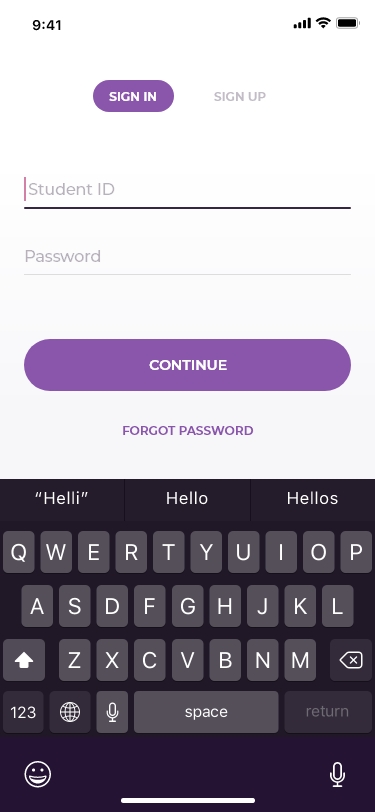 9:41
SIGN IN SIGN UP
Student ID
Password
CONTINUE
FORGOT PASSWORD
“Helli” Hello Hellos
Q W E R T Y U I O P
A S D F G H J K L
Z X C V B N M
123 space return